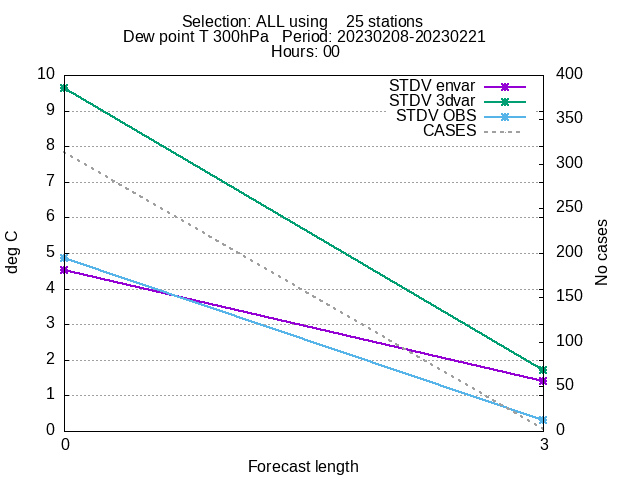 Selection: ALL using    25 stations
Dew point T 300hPa   Period: 20230208-20230221
Hours: 00
STDV envar
STDV 3dvar
STDV OBS
CASES
10
9
8
7
6
5
4
3
2
1
0
deg C
400
350
300
250
200
150
100
50
0
No cases
0
3
Forecast length